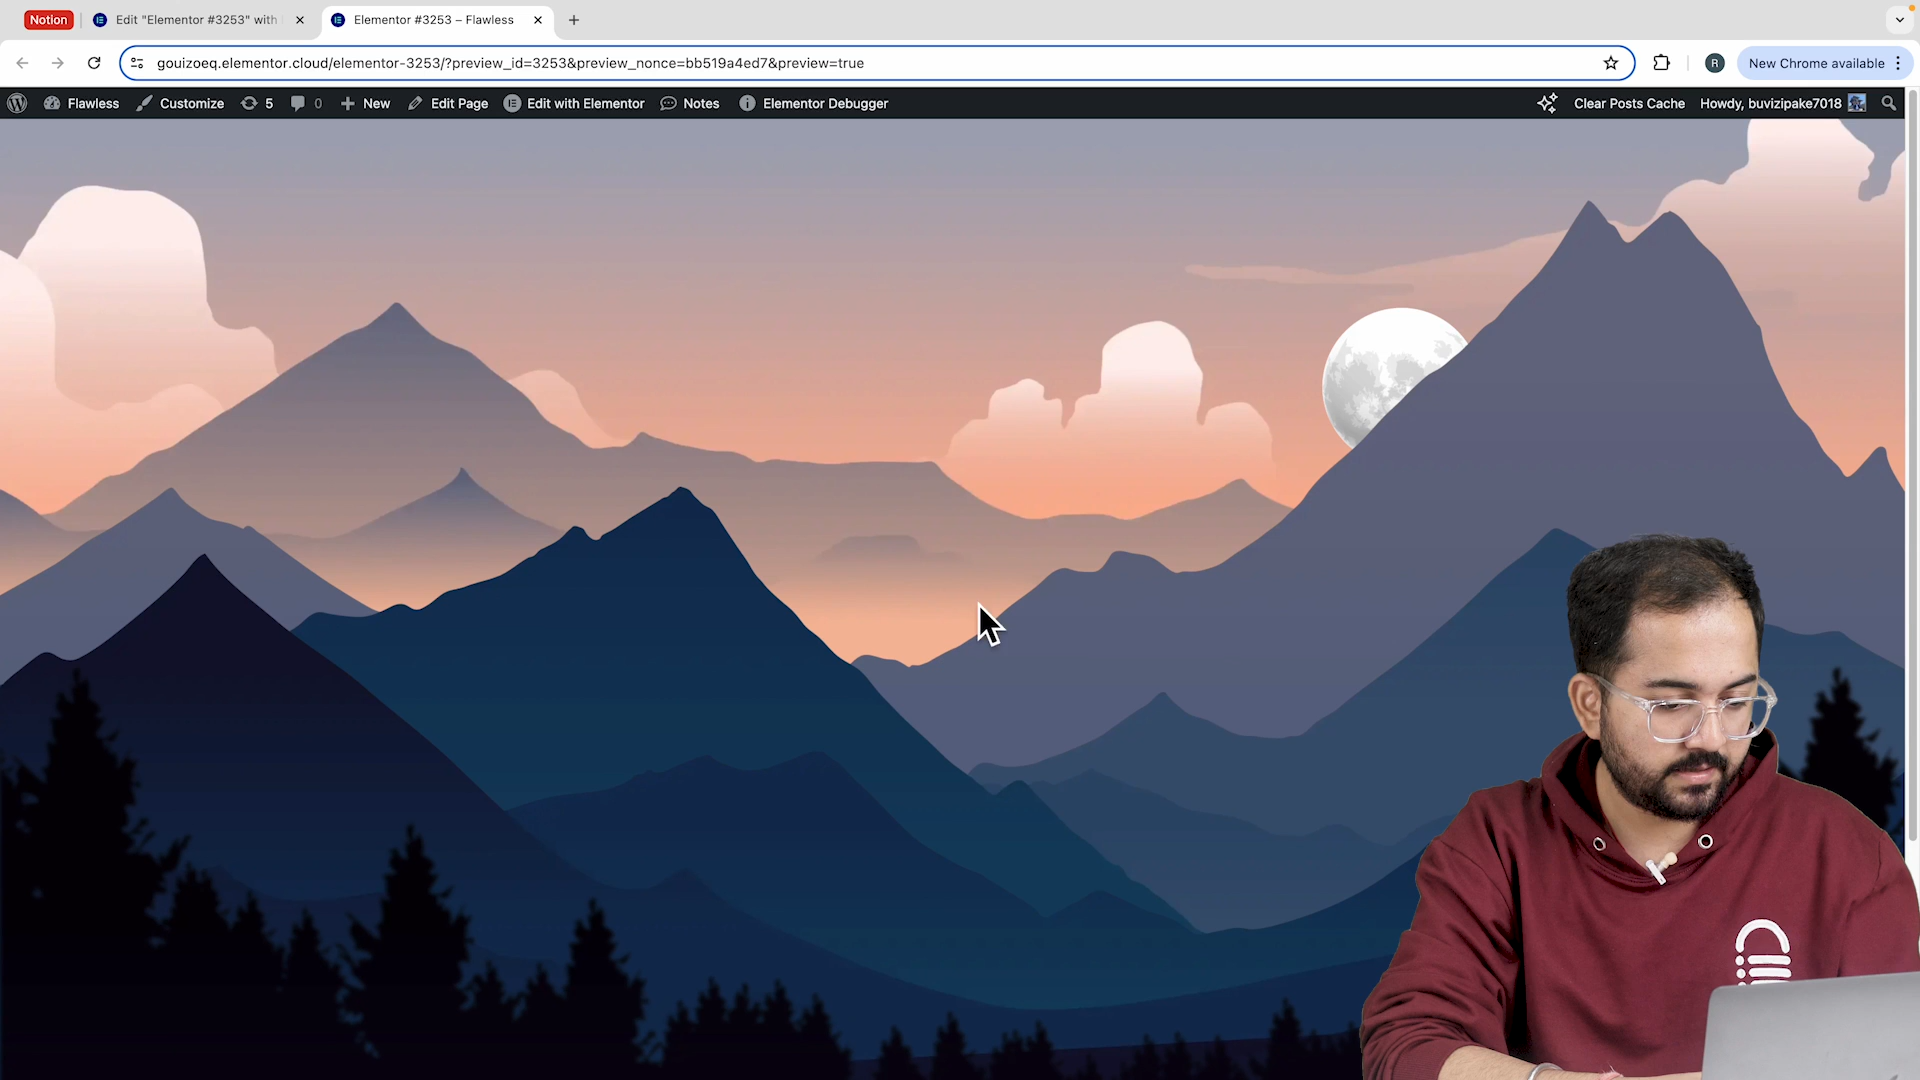 Notion
Edit "Elementor #3253" with
Elementor #3253 – Flawless
gouizoeq.elementor.cloud/elementor-3253/?preview_id=3253&preview_nonce=bb519a4ed7&preview=true
R
New Chrome available
Flawless
Customize
5
0
New
Edit Page
Edit with Elementor
Notes
Elementor Debugger
Clear Posts Cache
Howdy, buvizipake7018